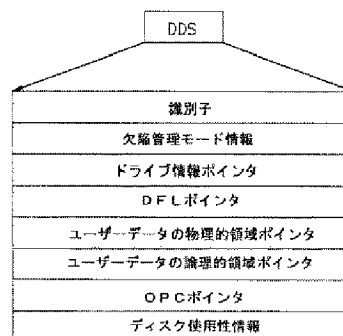 DDS
識別子
欠陥管理モード情報
ドライブ情報ポインタ
DFLポインタ
ユーザーデータの物理的領域ポインタ
ユーザーデータの論理的領域ポインタ
OPCポインタ
ディスク使用性情報